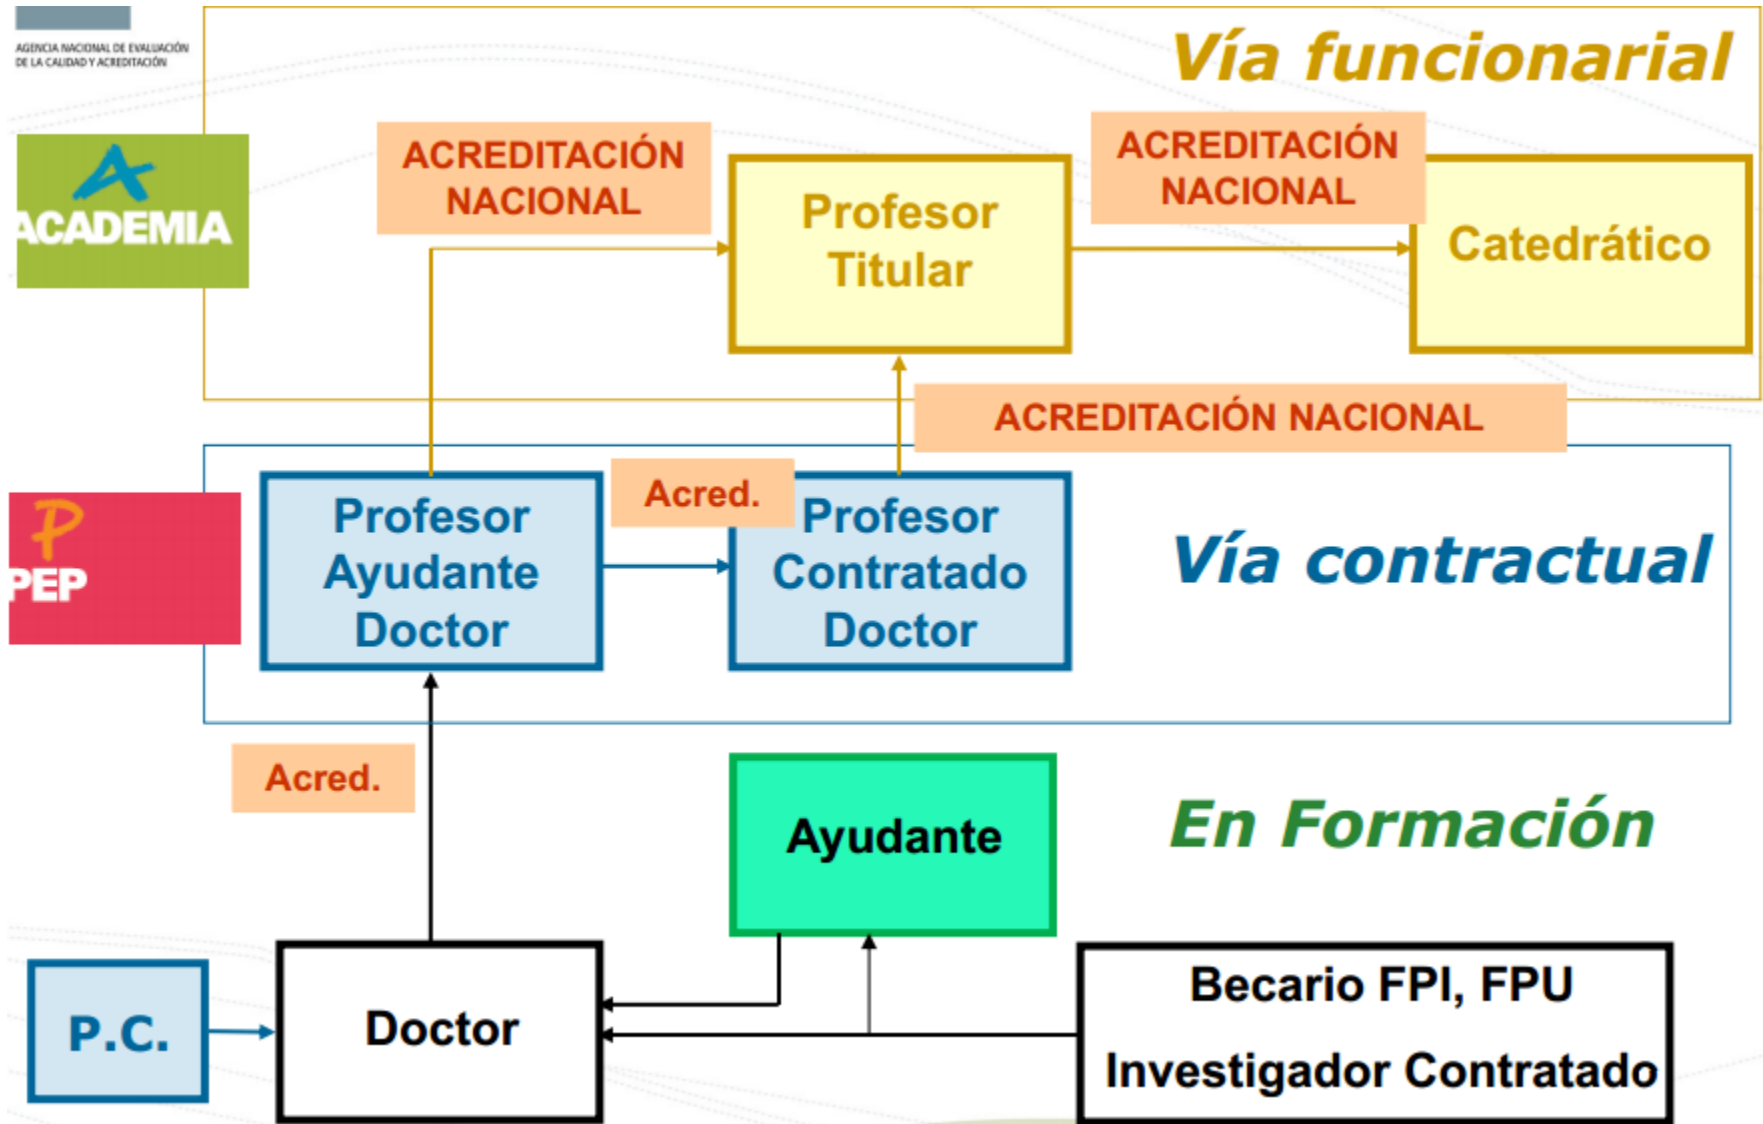 AGENCIA NACIONAL DE EVALUACIÓN
DE LA CALIDAD Y ACREDITACIÓN
Vía funcionarial
ACADEMIA
ACREDITACIÓN
NACIONAL
Profesor
Titular
ACREDITACIÓN
NACIONAL
Catedrático
ACREDITACIÓN NACIONAL
PEP
Profesor
Ayudante
Doctor
Acred.
Profesor
Contratado
Doctor
Vía contractual
Acred.
Ayudante
En Formación
P.C.
Doctor
Becario FPI, FPU
Investigador Contratado